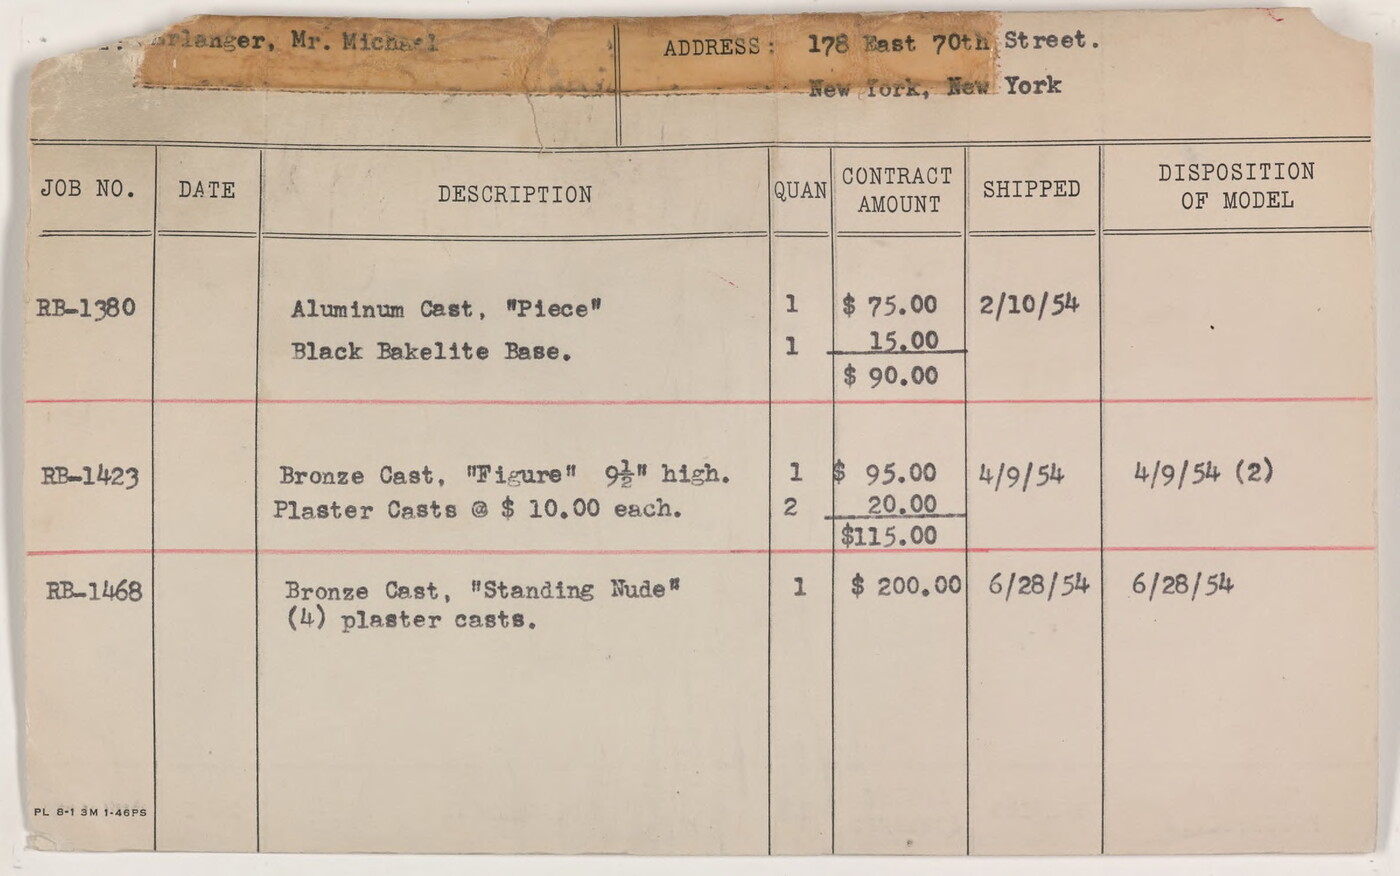 Erlanger, Mr. Michael ADDRESS: 178 East 70th Street.
New York, New York
JOB NO. DATE DESCRIPTION QUAN CONTRACT AMOUNT SHIPPED DISPOSITION OF MODEL
RB-1380 Aluminum Cast, "Piece" 1 $ 75.00 2/10/54
Black Bakelite Base. 1 15.00
$ 90.00
RB-1423 Bronze Cast, "Figure" 9½" high. 1 $ 95.00 4/9/54 4/9/54 (2)
Plaster Casts @ $ 10.00 each. 2 20.00
$115.00
RB-1468 Bronze Cast, "Standing Nude" 1 $ 200.00 6/28/54 6/28/54
(4) plaster casts.
PL 8-1 3M 1-46PS